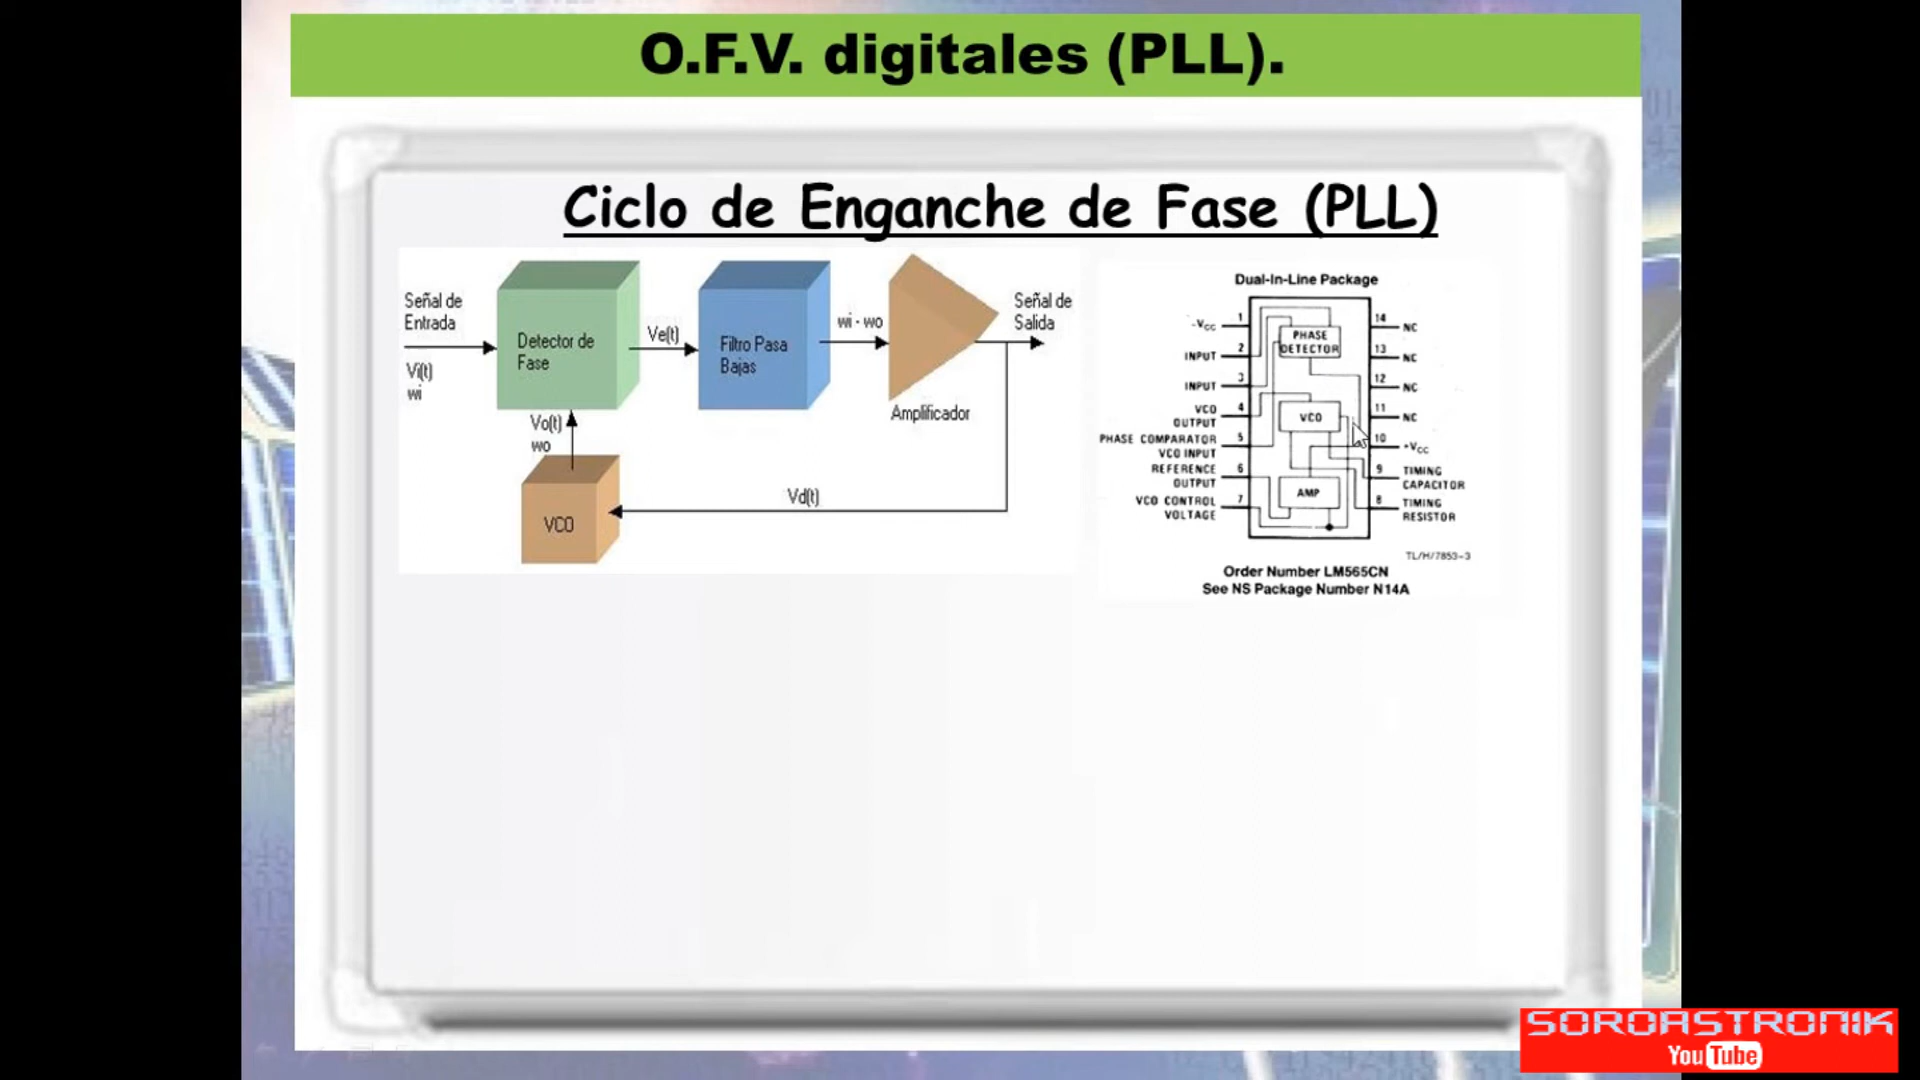 O.F.V. digitales (PLL).
Ciclo de Enganche de Fase (PLL)
Señal de
Entrada
Vi(t)
wi
Detector de
Fase
Ve(t)
Filtro Pasa
Bajas
wi - wo
Amplificador
Señal de
Salida
Vo(t)
wo
VCO
Vd(t)
Dual-In-Line Package
-VCC 1
INPUT 2
INPUT 3
VCO 4
OUTPUT
PHASE COMPARATOR 5
VCO INPUT
REFERENCE 6
OUTPUT
VCO CONTROL 7
VOLTAGE
PHASE
DETECTOR
VCO
AMP
14 NC
13 NC
12 NC
11 NC
10 +VCC
9 TIMING
CAPACITOR
8 TIMING
RESISTOR
TL/H/7853-3
Order Number LM565CN
See NS Package Number N14A
SOROASTRONIK
YouTube